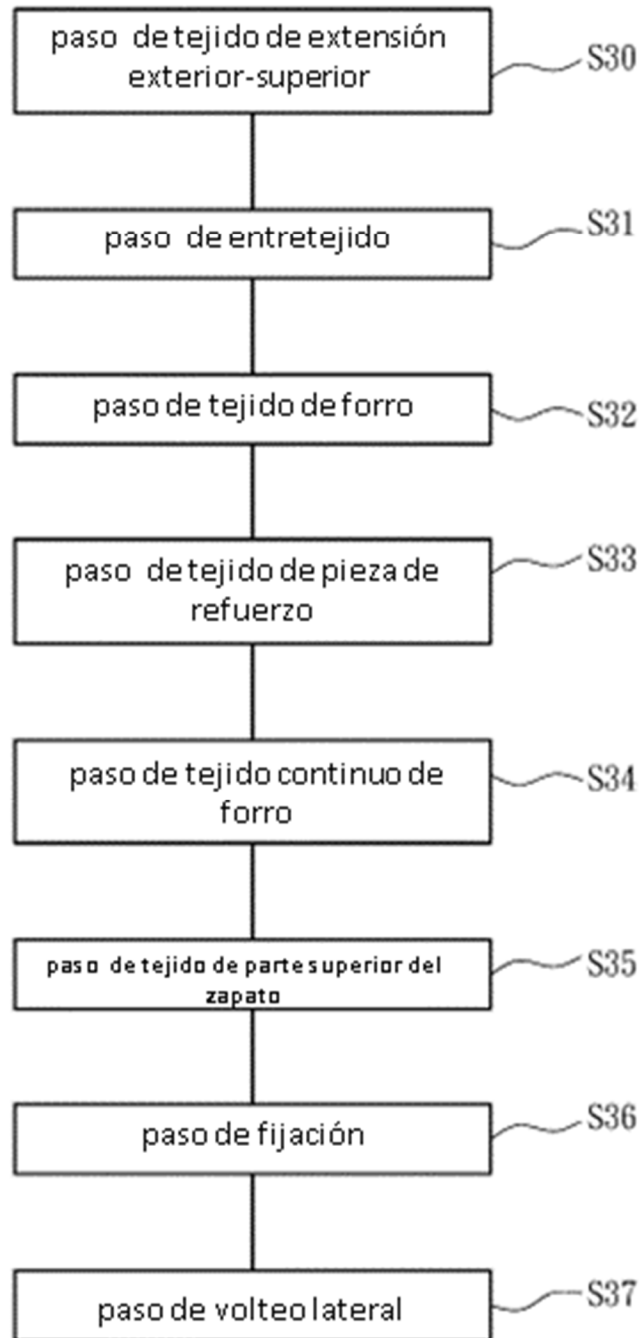 paso de tejido de extensión
exterior-superior
S30
paso de entretejido
S31
paso de tejido de forro
S32
paso de tejido de pieza de
refuerzo
S33
paso de tejido continuo de
forro
S34
paso de tejido de parte superior del
zapato
S35
paso de fijación
S36
paso de volteo lateral
S37